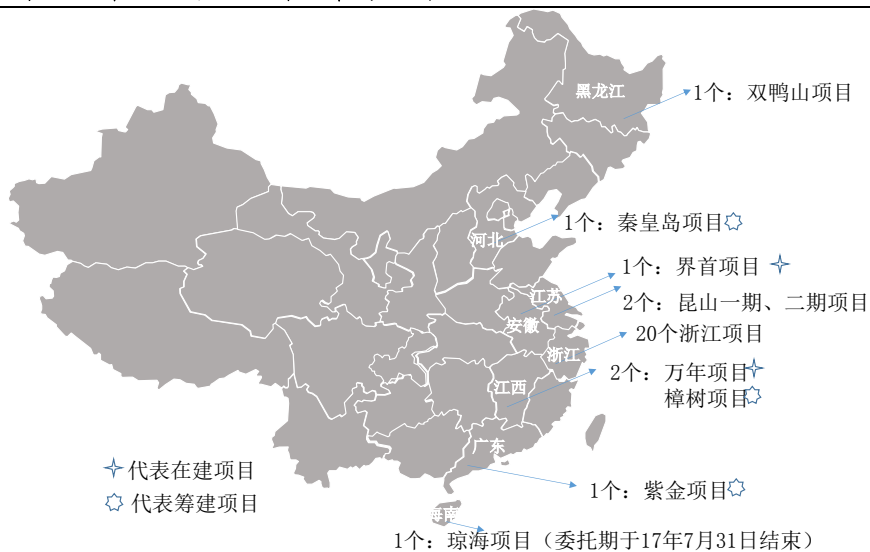 黑龙江
1个：双鸭山项目
1个：秦皇岛项目
河北
1个：界首项目
江苏
2个：昆山一期、二期项目
安徽
20个浙江项目
浙江
2个：万年项目
江西
樟树项目
广东
代表在建项目
1个：紫金项目
代表筹建项目
海南
1个：琼海项目（委托期于17年7月31日结束）